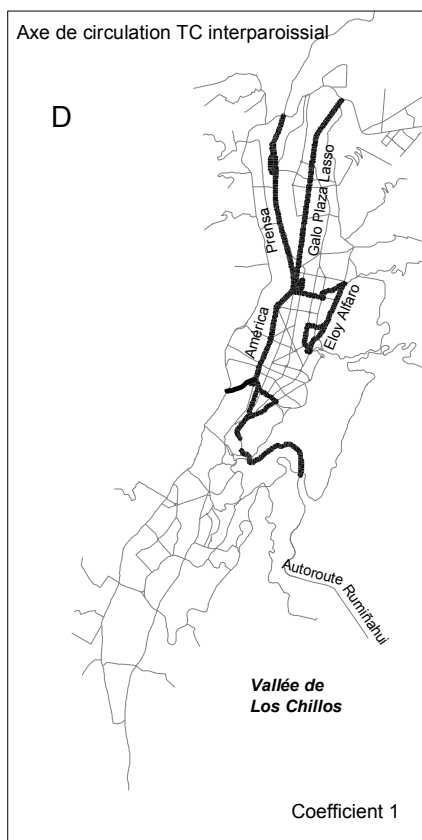 Axe de circulation TC interparoissial
D
Prensa
Galo Plaza Lasso
América
Eloy Alfaro
Autoroute Rumiñahui
Vallée de
Los Chillos
Coefficient 1